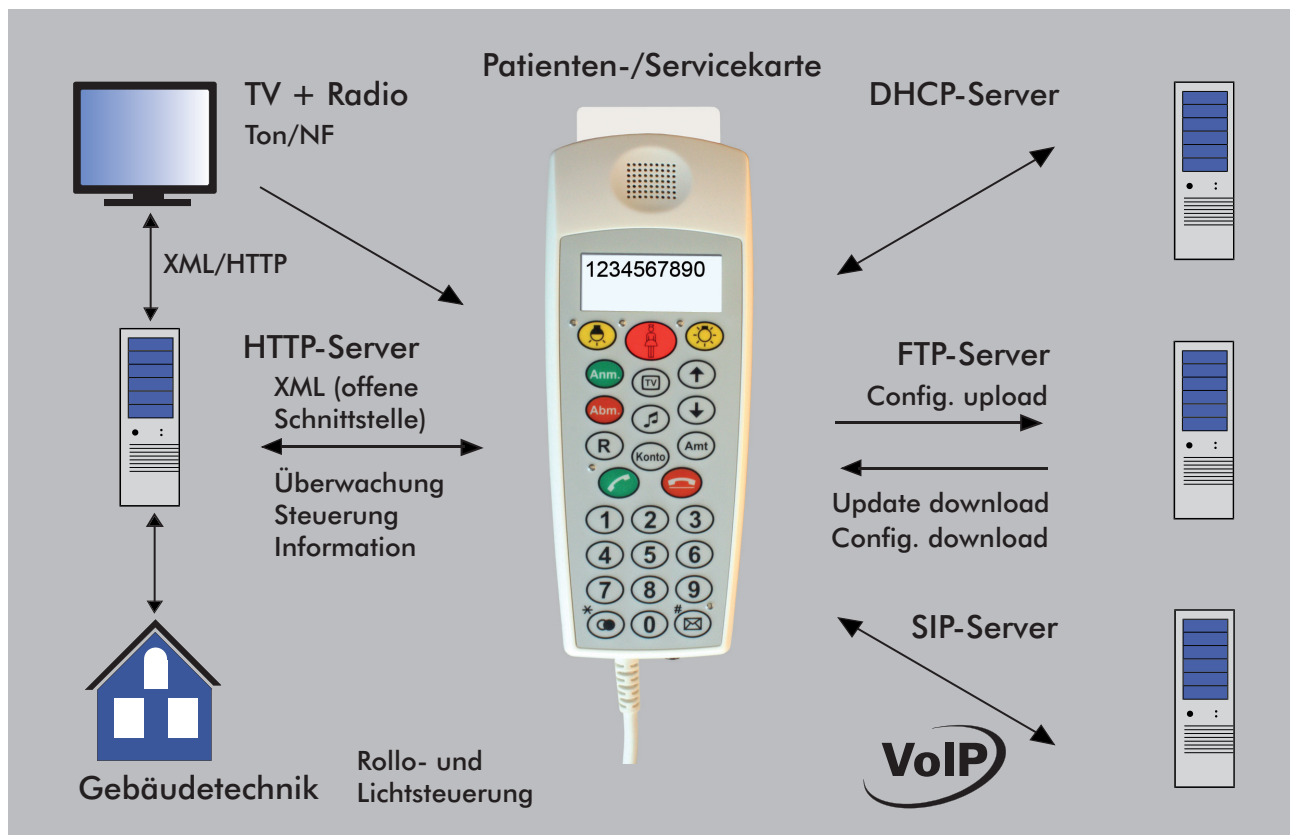 Patienten-/Servicekarte
TV + Radio
Ton/NF
XML/HTTP
HTTP-Server
XML (offene
Schnittstelle)
Überwachung
Steuerung
Information
Gebäudetechnik
Rollo- und
Lichtsteuerung
1234567890
Anm.
TV
Abm.
R
Konto
Amt
1 2 3
4 5 6
7 8 9
* 0 #
DHCP-Server
FTP-Server
Config. upload
Update download
Config. download
SIP-Server
VoIP